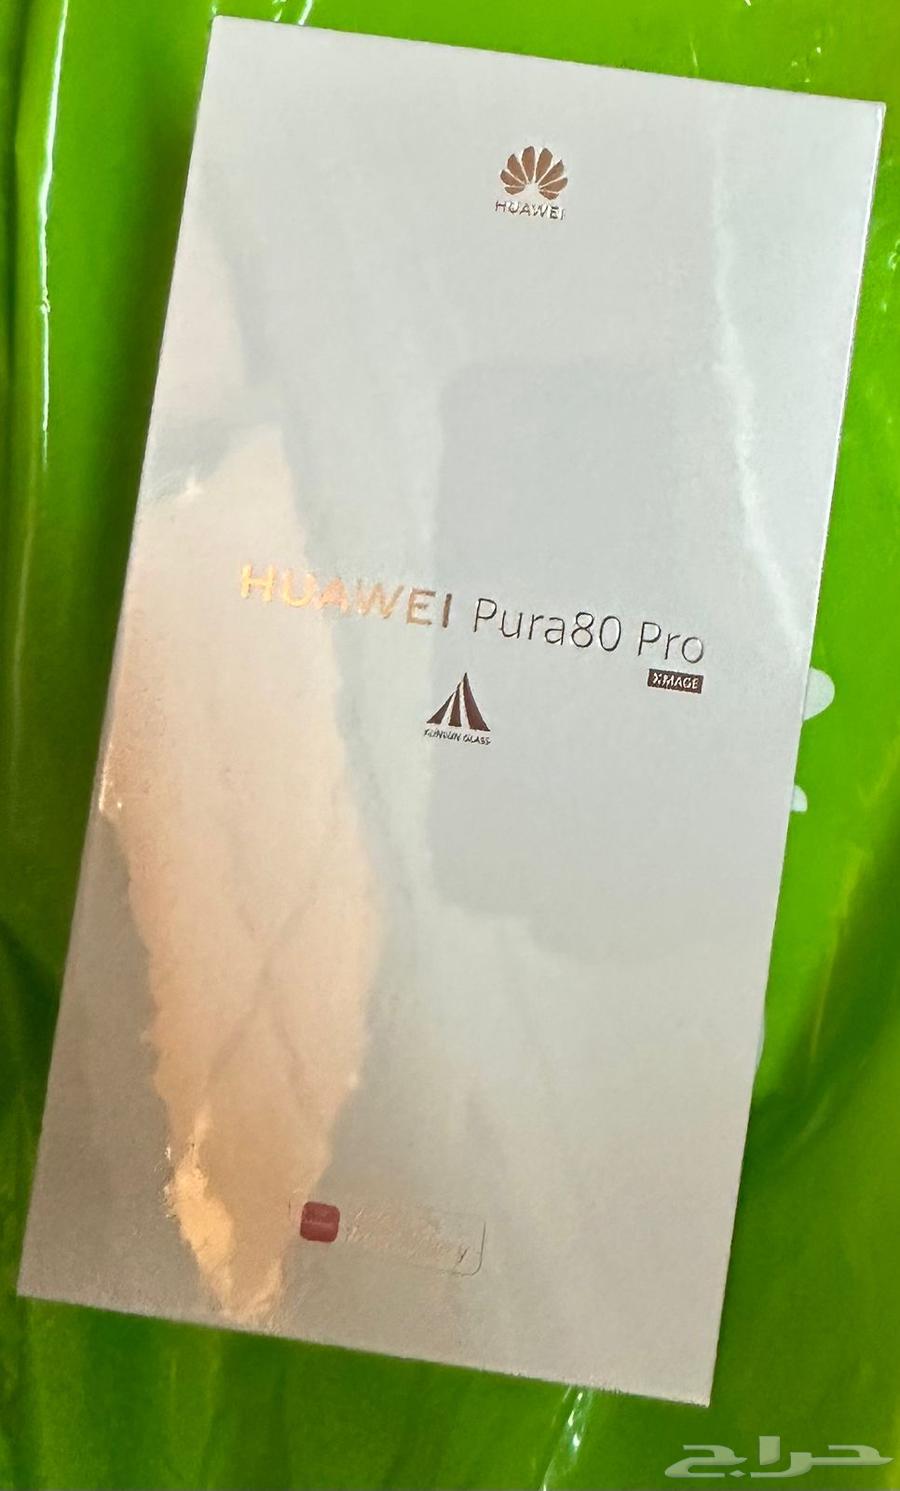 HUAWEI
HUAWEI Pura80 Pro
XMAGE
KUNLUN GLASS
حراج